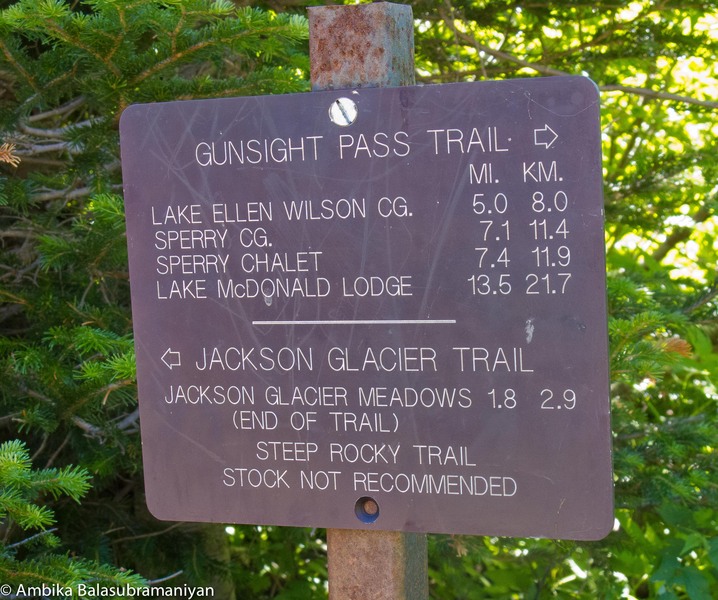 GUNSIGHT PASS TRAIL
MI. KM.
LAKE ELLEN WILSON CG. 5.0 8.0
SPERRY CG. 7.1 11.4
SPERRY CHALET 7.4 11.9
LAKE McDONALD LODGE 13.5 21.7
JACKSON GLACIER TRAIL
JACKSON GLACIER MEADOWS 1.8 2.9
(END OF TRAIL)
STEEP ROCKY TRAIL
STOCK NOT RECOMMENDED
© Ambika Balasubramaniyan